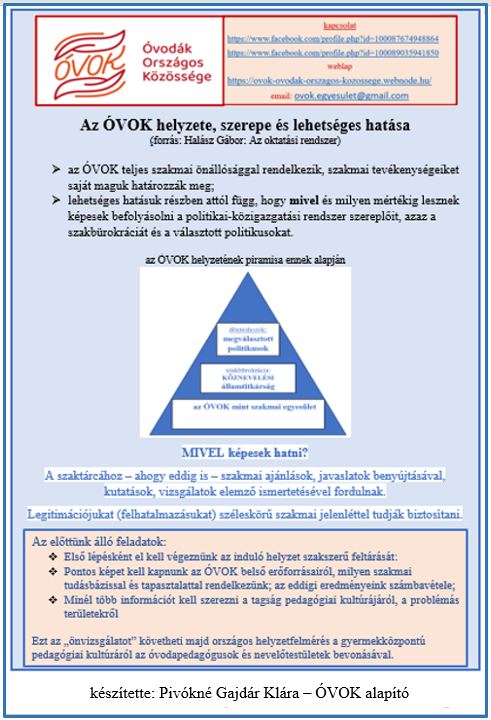 ÓVOK
Óvodák
Országos
Közössége
kapcsolat
https://www.facebook.com/profile.php?id=100087674948864
https://www.facebook.com/profile.php?id=100089035941850
weblap
https://ovok-ovodak-orszagos-kozossege.webnode.hu/
email: ovok.egyesulet@gmail.com
Az ÓVOK helyzete, szerepe és lehetséges hatása
(forrás: Halász Gábor: Az oktatási rendszer)
➢ az ÓVOK teljes szakmai önállósággal rendelkezik, szakmai tevékenységeiket
saját maguk határozzák meg;
➢ lehetséges hatásuk részben attól függ, hogy mivel és milyen mértékig lesznek
képesek befolyásolni a politikai-közigazgatási rendszer szereplőit, azaz a
szakbürokráciát és a választott politikusokat.
az ÓVOK helyzetének piramisa ennek alapján
döntéshozók:
megválasztott
politikusok
szakbürokrácia:
KÖZNEVELÉSI
államtitkárság
az ÓVOK mint szakmai egyesület
MIVEL képesek hatni?
A szaktárcához – ahogy eddig is – szakmai ajánlások, javaslatok benyújtásával,
kutatások, vizsgálatok elemző ismertetésével fordulnak.
Legitimációjukat (felhatalmazásukat) széleskörű szakmai jelenléttel tudják biztosítani.
Az előttünk álló feladatok:
❖ Első lépésként el kell végeznünk az induló helyzet szakszerű feltárását:
❖ Pontos képet kell kapnunk az ÓVOK belső erőforrásairól, milyen szakmai
tudásbázissal és tapasztalattal rendelkezünk; az eddigi eredményeink számbavétele;
❖ Minél több információt kell szerezni a tagság pedagógiai kultúrájáról, a problémás
területekről
Ezt az „önvizsgálatot” követheti majd országos helyzetfelmérés a gyermekközpontú
pedagógiai kultúráról az óvodapedagógusok és nevelőtestületek bevonásával.
készítette: Pivókné Gajdár Klára – ÓVOK alapító